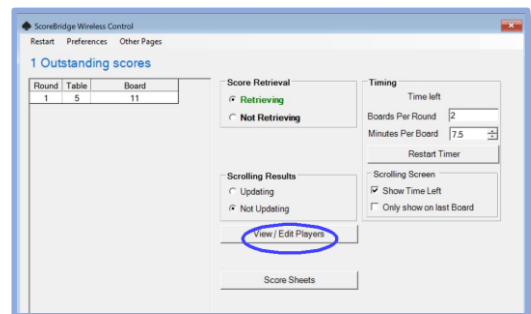 ScoreBridge Wireless Control
Restart Preferences Other Pages
1 Outstanding scores
Round Table Board
1 5 11
Score Retrieval
Retrieving
Not Retrieving
Scrolling Results
Updating
Not Updating
View / Edit Players
Score Sheets
Timing
Time left
Boards Per Round 2
Minutes Per Board 7.5
Restart Timer
Scrolling Screen
Show Time Left
Only show on last Board